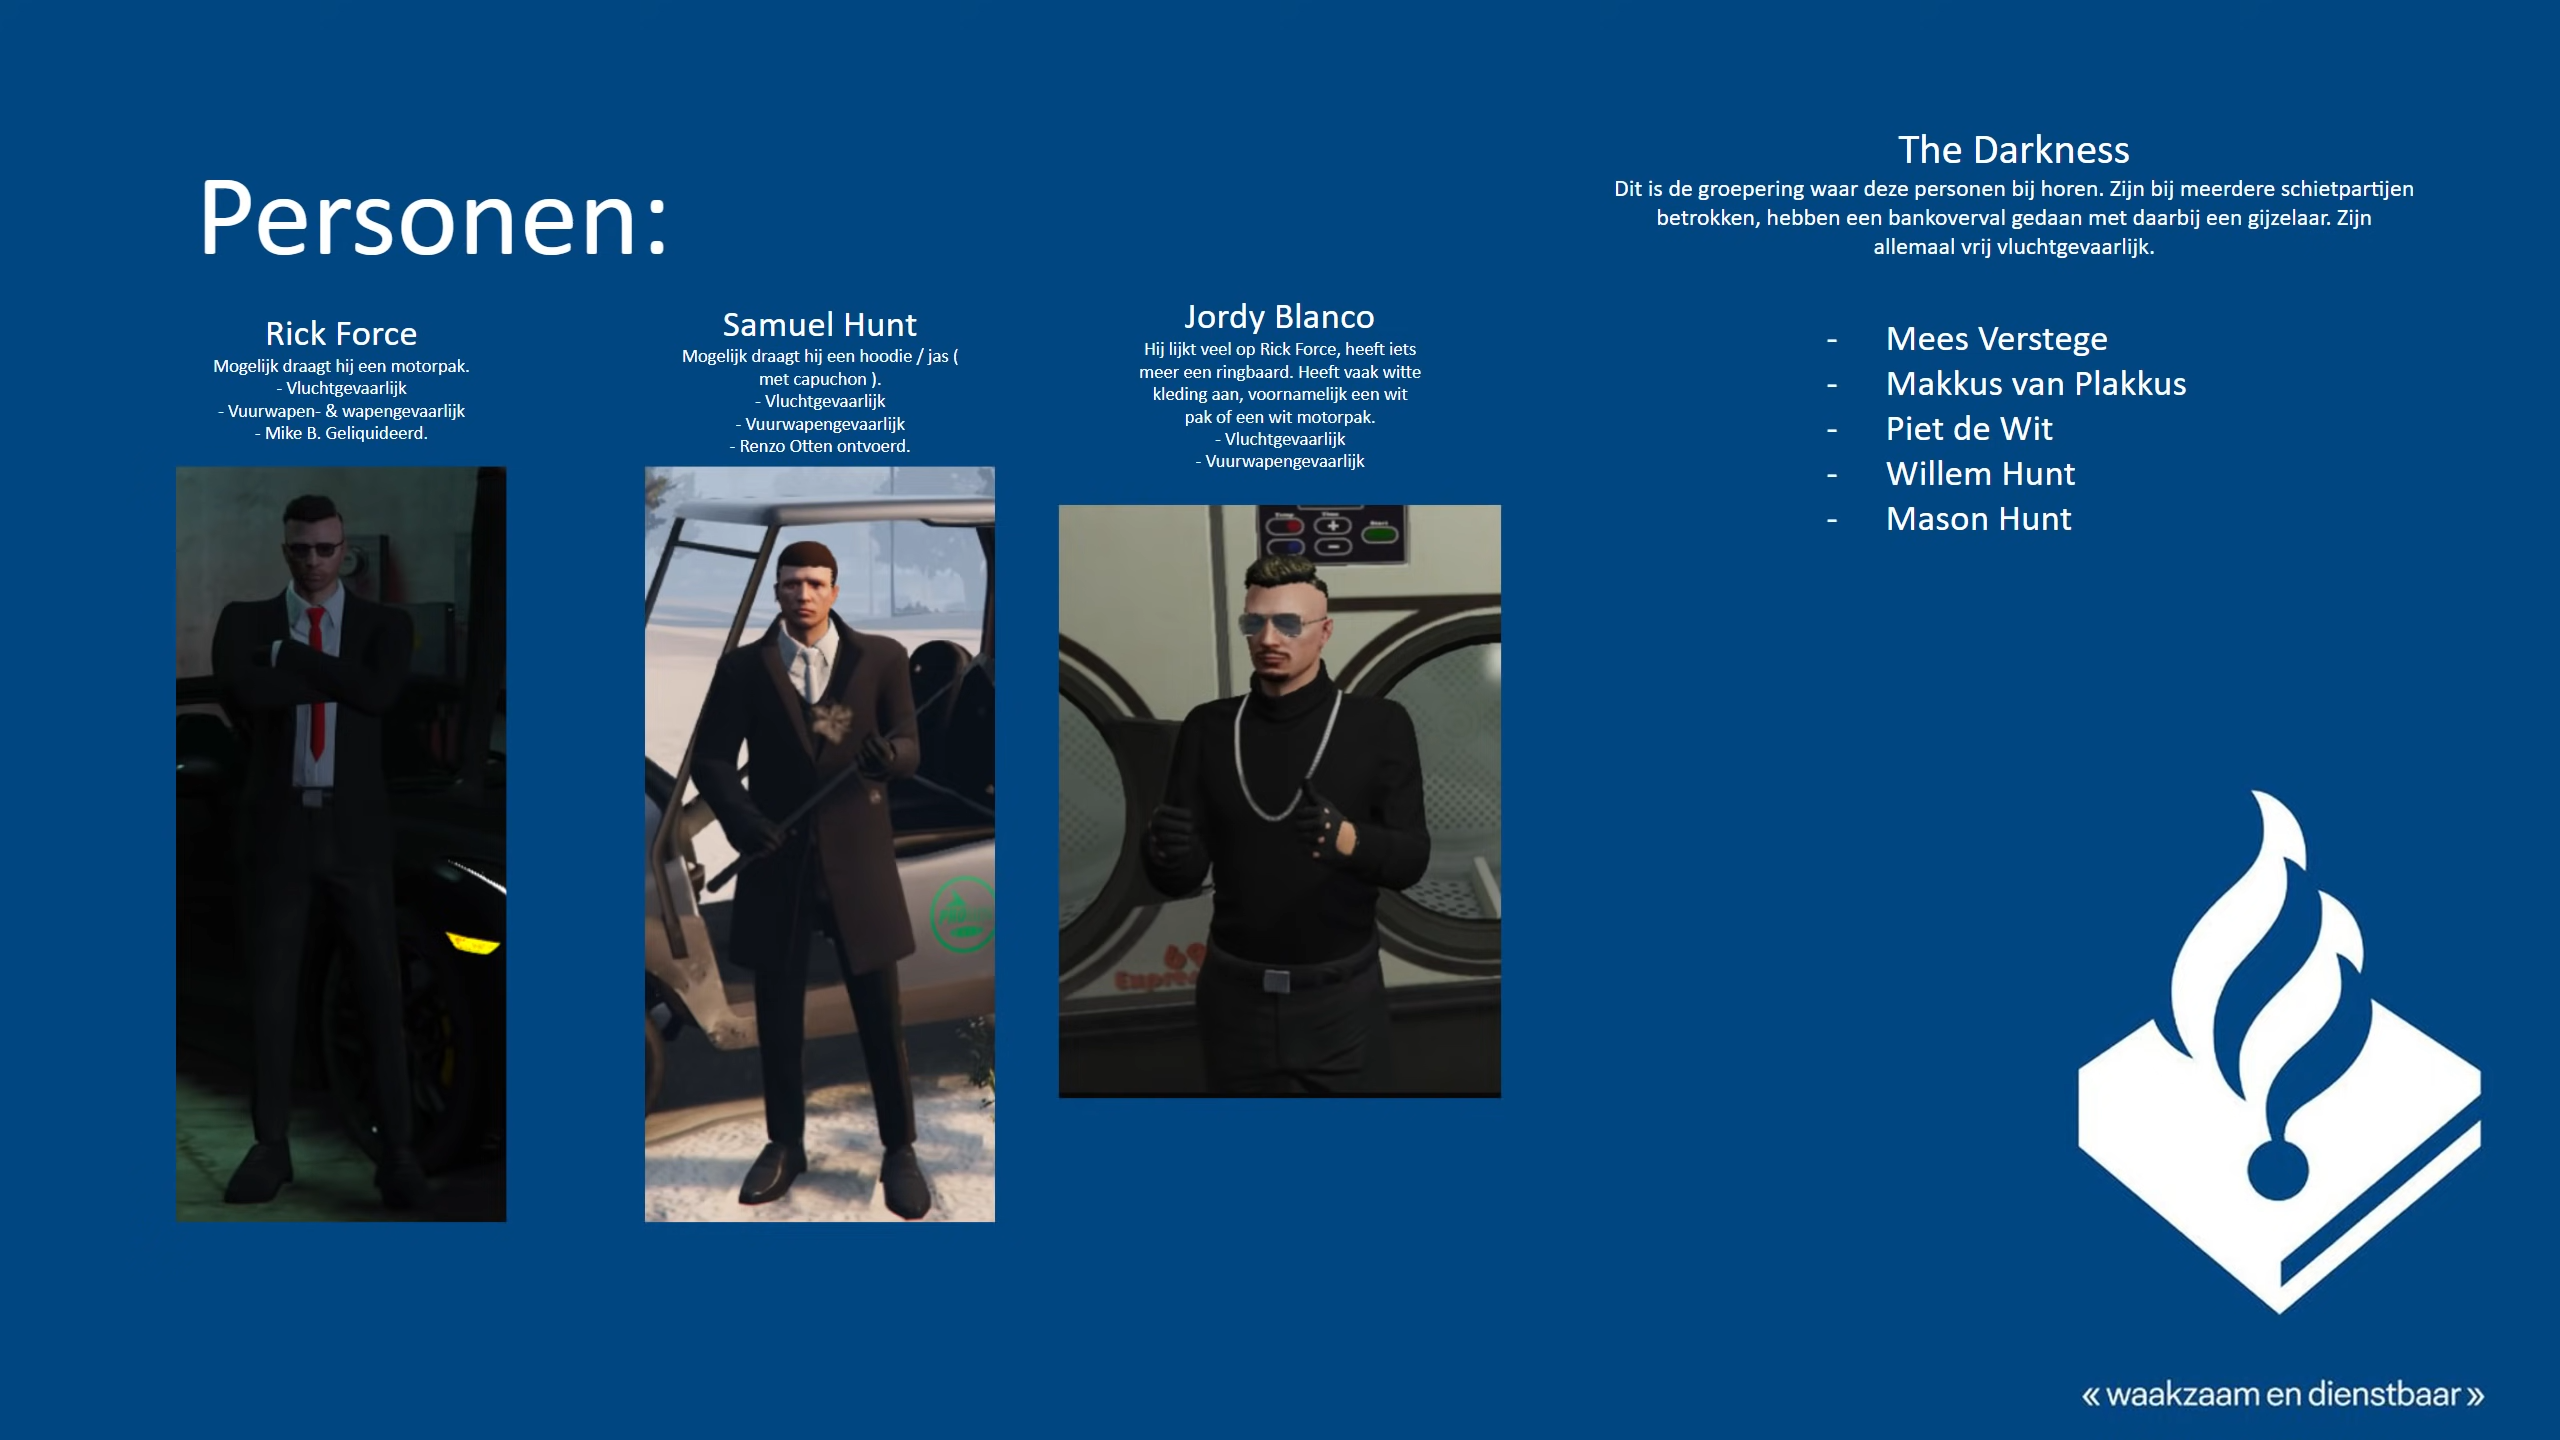 Personen:
Rick Force
Mogelijk draagt hij een motorpak.
- Vluchtgevaarlijk
- Vuurwapen- & wapengevaarlijk
- Mike B. Geliquideerd.
Samuel Hunt
Mogelijk draagt hij een hoodie / jas (
met capuchon ).
- Vluchtgevaarlijk
- Vuurwapengevaarlijk
- Renzo Otten ontvoerd.
Jordy Blanco
Hij lijkt veel op Rick Force, heeft iets
meer een ringbaard. Heeft vaak witte
kleding aan, voornamelijk een wit
pak of een wit motorpak.
- Vluchtgevaarlijk
- Vuurwapengevaarlijk
The Darkness
Dit is de groepering waar deze personen bij horen. Zijn bij meerdere schietpartijen
betrokken, hebben een bankoverval gedaan met daarbij een gijzelaar. Zijn
allemaal vrij vluchtgevaarlijk.
- Mees Verstege
- Makkus van Plakkus
- Piet de Wit
- Willem Hunt
- Mason Hunt
« waakzaam en dienstbaar »